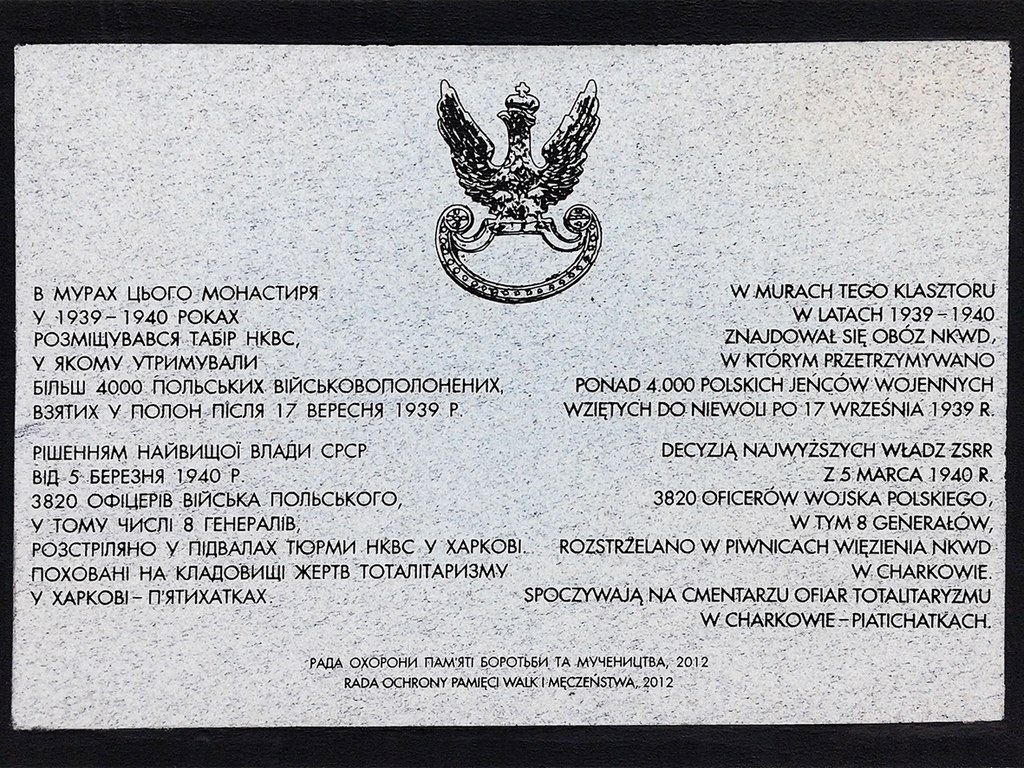 В МУРАХ ЦЬОГО МОНАСТИРЯ
У 1939 – 1940 РОКАХ
РОЗМІЩУВАВСЯ ТАБІР НКВС,
У ЯКОМУ УТРИМУВАЛИ
БІЛЬШ 4000 ПОЛЬСЬКИХ ВІЙСЬКОВОПОЛОНЕНИХ,
ВЗЯТИХ У ПОЛОН ПІСЛЯ 17 ВЕРЕСНЯ 1939 Р.
РІШЕННЯМ НАЙВИЩОЇ ВЛАДИ СРСР
ВІД 5 БЕРЕЗНЯ 1940 Р.
3820 ОФІЦЕРІВ ВІЙСЬКА ПОЛЬСЬКОГО,
У ТОМУ ЧИСЛІ 8 ГЕНЕРАЛІВ,
РОЗСТРІЛЯНО У ПІДВАЛАХ ТЮРМИ НКВС У ХАРКОВІ.
ПОХОВАНІ НА КЛАДОВИЩІ ЖЕРТВ ТОТАЛІТАРИЗМУ
У ХАРКОВІ – П'ЯТИХАТКАХ.
W MURACH TEGO KLASZTORU
W LATACH 1939 – 1940
ZNAJDOWAŁ SIĘ OBÓZ NKWD,
W KTÓRYM PRZETRZYMYWANO
PONAD 4.000 POLSKICH JEŃCÓW WOJENNYCH
WZIĘTYCH DO NIEWOLI PO 17 WRZEŚNIA 1939 R.
DECYZJĄ NAJWYŻSZYCH WŁADZ ZSRR
Z 5 MARCA 1940 R.
3820 OFICERÓW WOJSKA POLSKIEGO,
W TYM 8 GENERAŁÓW,
ROZSTRZELANO W PIWNICACH WIĘZIENIA NKWD
W CHARKOWIE.
SPOCZYWAJĄ NA CMENTARZU OFIAR TOTALITARYZMU
W CHARKOWIE – PIATICHATKACH.
РАДА ОХОРОНИ ПАМ'ЯТІ БОРОТЬБИ ТА МУЧЕНИЦТВА, 2012
RADA OCHRONY PAMIĘCI WALK I MĘCZEŃSTWA, 2012